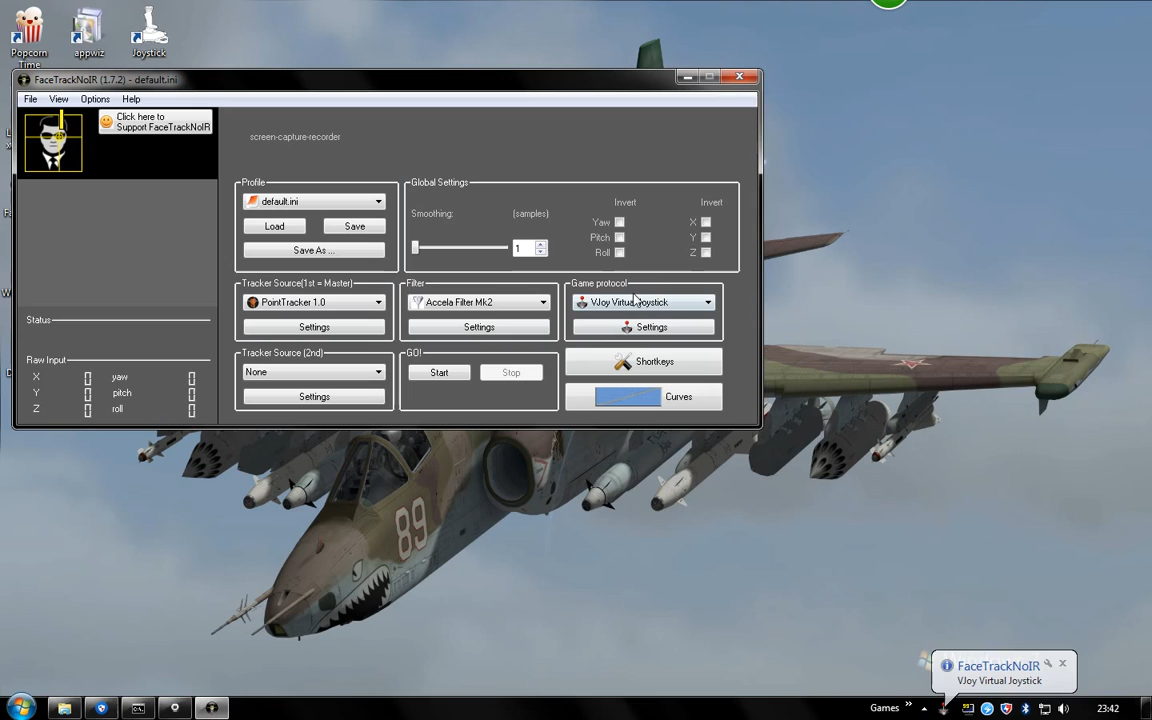 Popcorn
Time
appwiz
Joystick
FaceTrackNoIR (1.7.2) - default.ini
File View Options Help
Click here to
Support FaceTrackNoIR
screen-capture-recorder
Profile
default.ini
Load Save
Save As ...
Global Settings
Smoothing: (samples)
1
Invert Invert
Yaw X
Pitch Y
Roll Z
Tracker Source(1st = Master)
PointTracker 1.0
Settings
Filter
Accela Filter Mk2
Settings
Game protocol
VJoy Virtual Joystick
Settings
Tracker Source (2nd)
None
Settings
GO!
Start Stop
Shortkeys
Curves
Status
Raw Input
X [] yaw []
Y [] pitch []
Z [] roll []
89
FaceTrackNoIR
VJoy Virtual Joystick
Games »
23:42